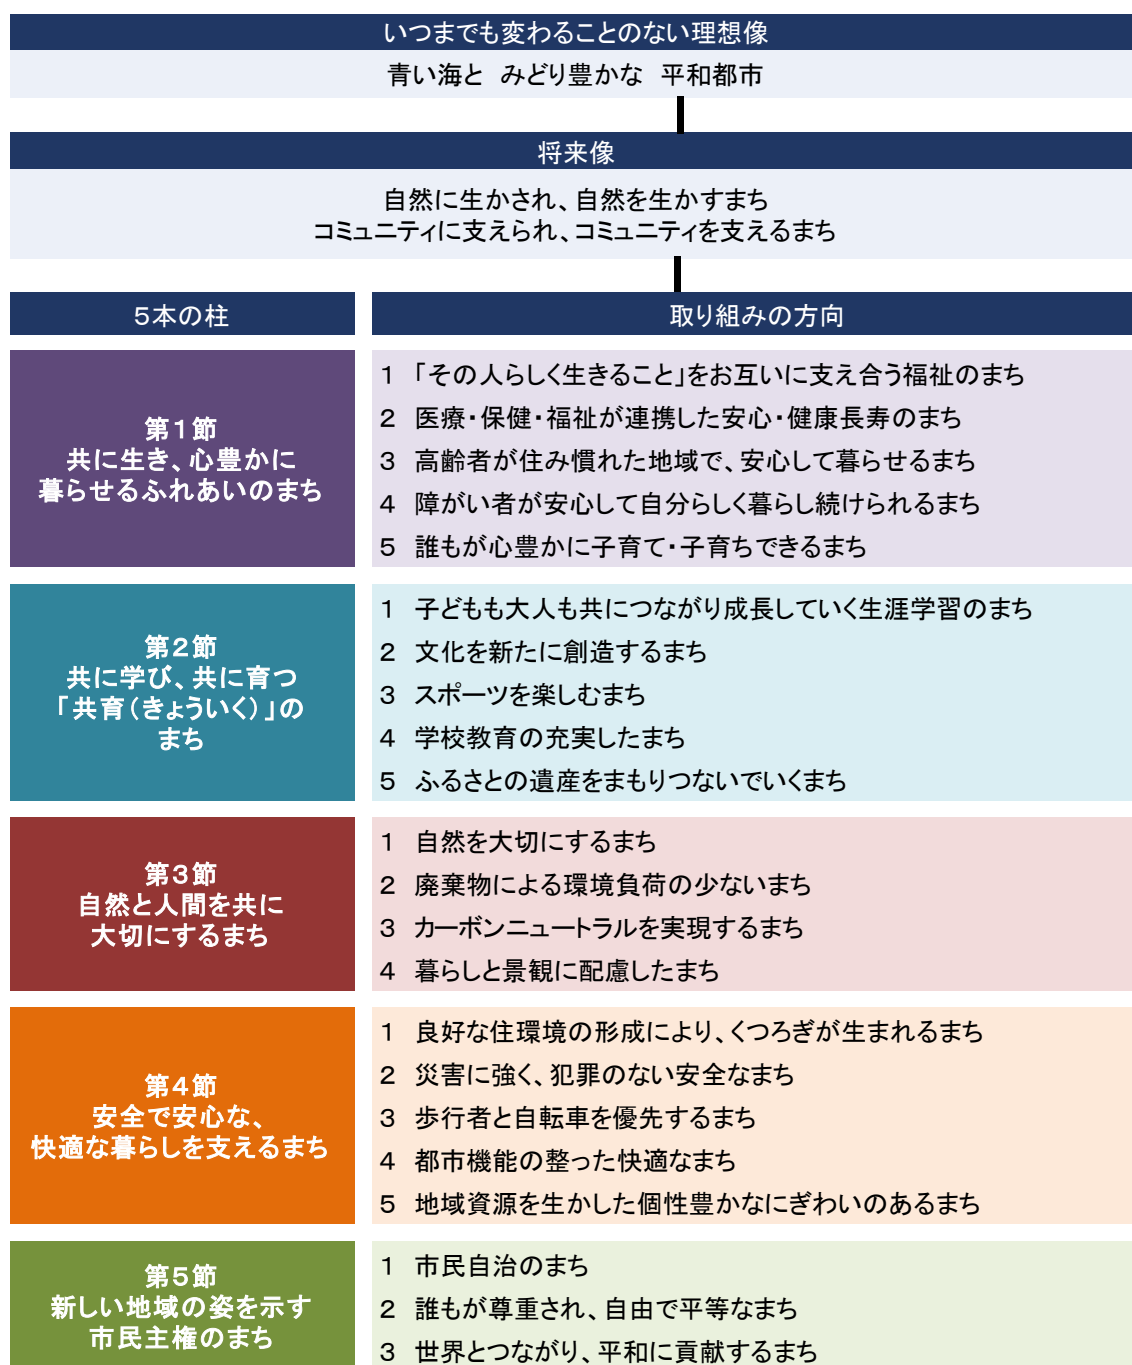 いつまでも変わることのない理想像
青い海と　みどり豊かな　平和都市
将来像
自然に生かされ、自然を生かすまち
コミュニティに支えられ、コミュニティを支えるまち
５本の柱
取り組みの方向
第１節
共に生き、心豊かに
暮らせるふれあいのまち
１　「その人らしく生きること」をお互いに支え合う福祉のまち
２　医療・保健・福祉が連携した安心・健康長寿のまち
３　高齢者が住み慣れた地域で、安心して暮らせるまち
４　障がい者が安心して自分らしく暮らし続けられるまち
５　誰もが心豊かに子育て・子育ちできるまち
第２節
共に学び、共に育つ
「共育（きょういく）」の
まち
１　子どもも大人も共につながり成長していく生涯学習のまち
２　文化を新たに創造するまち
３　スポーツを楽しむまち
４　学校教育の充実したまち
５　ふるさとの遺産をまもりつないでいくまち
第３節
自然と人間を共に
大切にするまち
１　自然を大切にするまち
２　廃棄物による環境負荷の少ないまち
３　カーボンニュートラルを実現するまち
４　暮らしと景観に配慮したまち
第４節
安全で安心な、
快適な暮らしを支えるまち
１　良好な住環境の形成により、くつろぎが生まれるまち
２　災害に強く、犯罪のない安全なまち
３　歩行者と自転車を優先するまち
４　都市機能の整った快適なまち
５　地域資源を生かした個性豊かなにぎわいのあるまち
第５節
新しい地域の姿を示す
市民主権のまち
１　市民自治のまち
２　誰もが尊重され、自由で平等なまち
３　世界とつながり、平和に貢献するまち